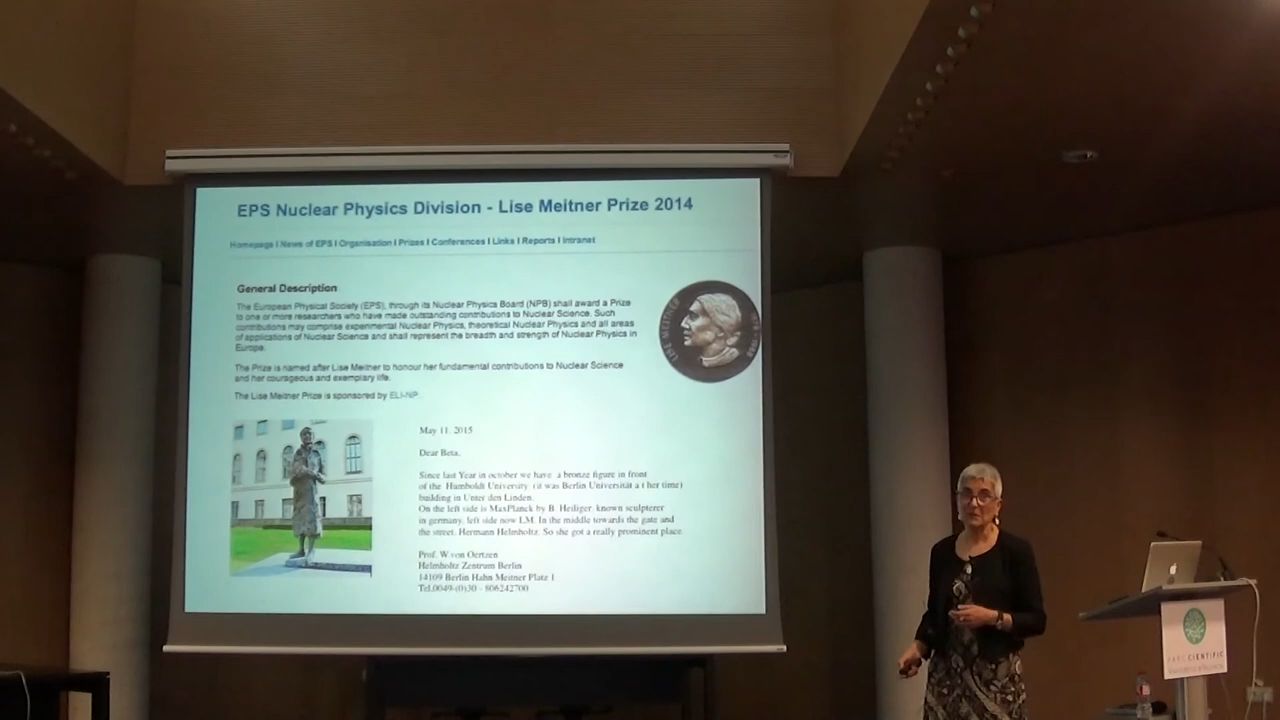 EPS Nuclear Physics Division - Lise Meitner Prize 2014
Homepage I News of EPS I Organisation I Prizes I Conferences I Links I Reports I Intranet
General Description
The European Physical Society (EPS), through its Nuclear Physics Board (NPB) shall award a Prize
to one or more researchers who have made outstanding contributions to Nuclear Science. Such
contributions may comprise experimental Nuclear Physics, theoretical Nuclear Physics and all areas
of applications of Nuclear Science and shall represent the breadth and strength of Nuclear Physics in
Europe.
The Prize is named after Lise Meitner to honour her fundamental contributions to Nuclear Science
and her courageous and exemplary life.
The Lise Meitner Prize is sponsored by ELI-NP
LISE MEITNER
May 11. 2015
Dear Beta,
Since last Year in october we have a bronze figure in front
of the Humboldt University (it was Berlin Universität a t her time)
building in Unter den Linden.
On the left side is MaxPlanck by B. Heiliger, known sculpterer
in germany, left side now LM. In the middle towards the gate and
the street, Hermann Helmholtz. So she got a really prominent place.
Prof. W.von Oertzen
Helmholtz Zentrum Berlin
14109 Berlin Hahn Meitner Platz 1
Tel.0049-(0)30 - 806242700
PARC CIENTIFIC